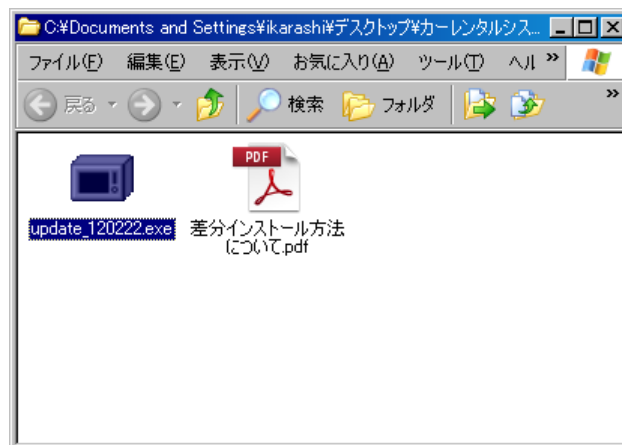 C:¥Documents and Settings¥ikarashi¥デスクトップ¥カーレンタルシス...
ファイル(F) 編集(E) 表示(V) お気に入り(A) ツール(T) ヘル »
戻る 検索 フォルダ »
PDF
update_120222.exe 差分インストール方法
について.pdf